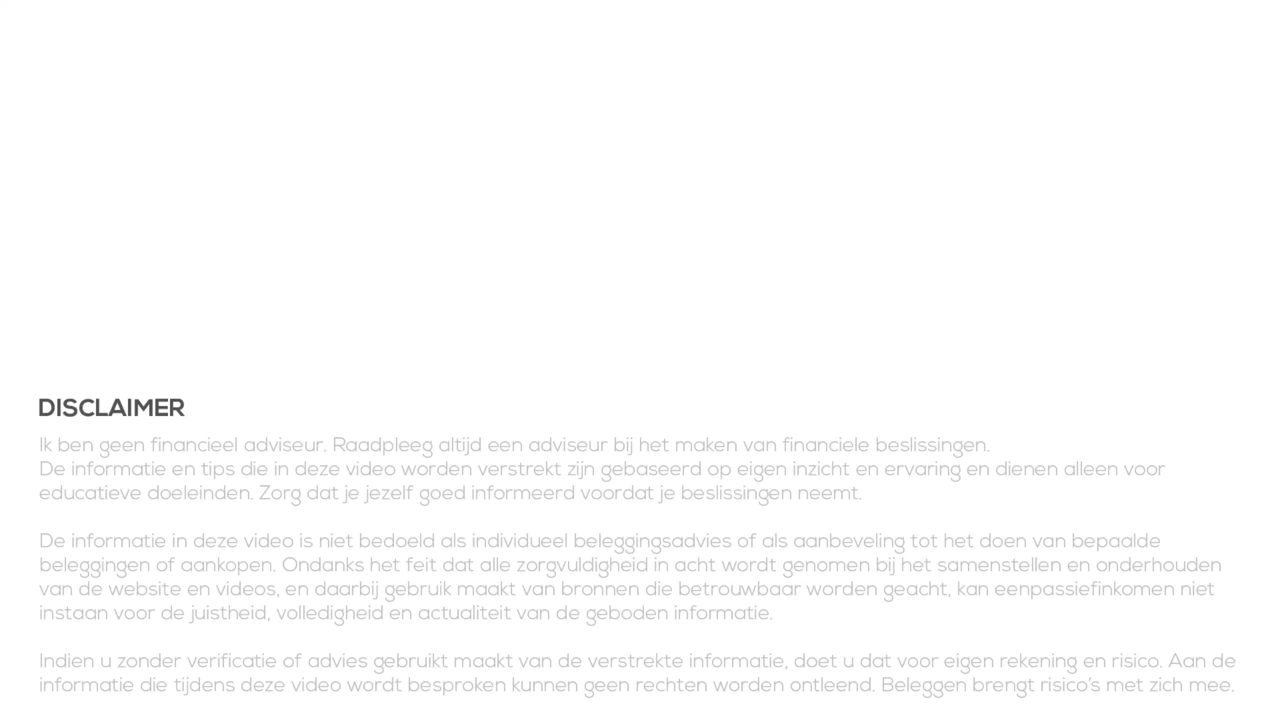 DISCLAIMER
Ik ben geen financieel adviseur. Raadpleeg altijd een adviseur bij het maken van financiele beslissingen.
De informatie en tips die in deze video worden verstrekt zijn gebaseerd op eigen inzicht en ervaring en dienen alleen voor
educatieve doeleinden. Zorg dat je jezelf goed informeerd voordat je beslissingen neemt.
De informatie in deze video is niet bedoeld als individueel beleggingsadvies of als aanbeveling tot het doen van bepaalde
beleggingen of aankopen. Ondanks het feit dat alle zorgvuldigheid in acht wordt genomen bij het samenstellen en onderhouden
van de website en videos, en daarbij gebruik maakt van bronnen die betrouwbaar worden geacht, kan eenpassiefinkomen niet
instaan voor de juistheid, volledigheid en actualiteit van de geboden informatie.
Indien u zonder verificatie of advies gebruikt maakt van de verstrekte informatie, doet u dat voor eigen rekening en risico. Aan de
informatie die tijdens deze video wordt besproken kunnen geen rechten worden ontleend. Beleggen brengt risico's met zich mee.